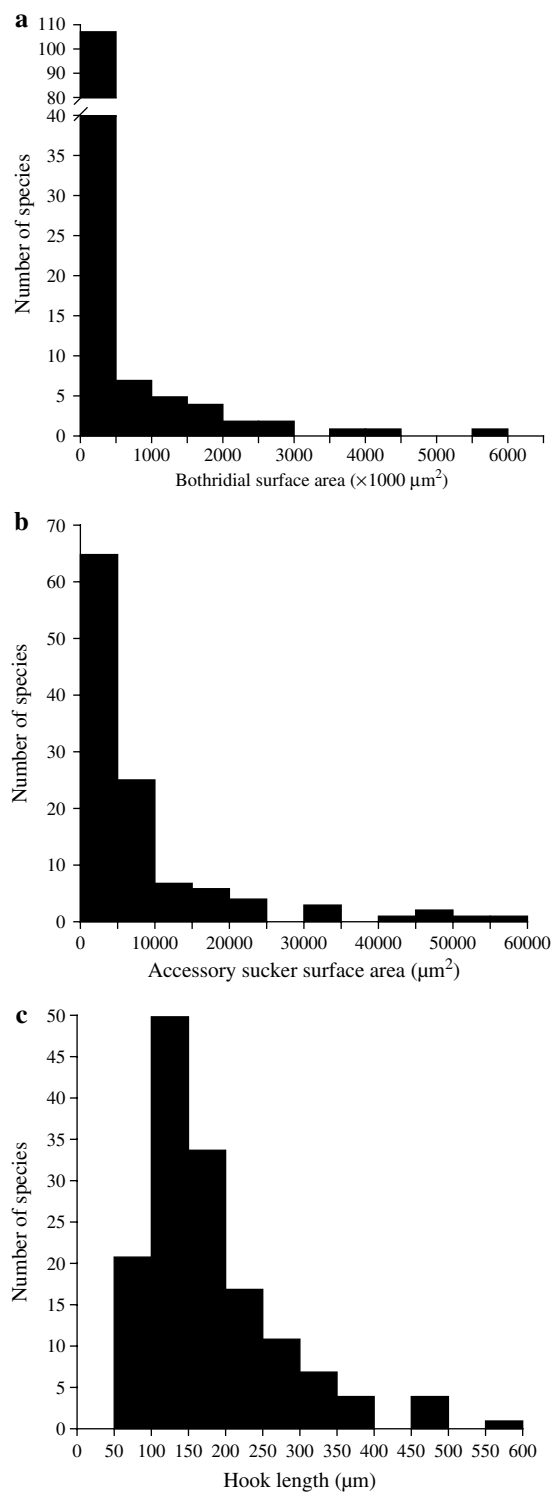 a
110
100
90
80
40
35
30
25
20
15
10
5
0
Number of species
0 1000 2000 3000 4000 5000 6000
Bothridial surface area (×1000 µm²)
b
70
60
50
40
30
20
10
0
Number of species
0 10000 20000 30000 40000 50000 60000
Accessory sucker surface area (µm²)
c
50
45
40
35
30
25
20
15
10
5
0
Number of species
0 50 100 150 200 250 300 350 400 450 500 550 600
Hook length (µm)